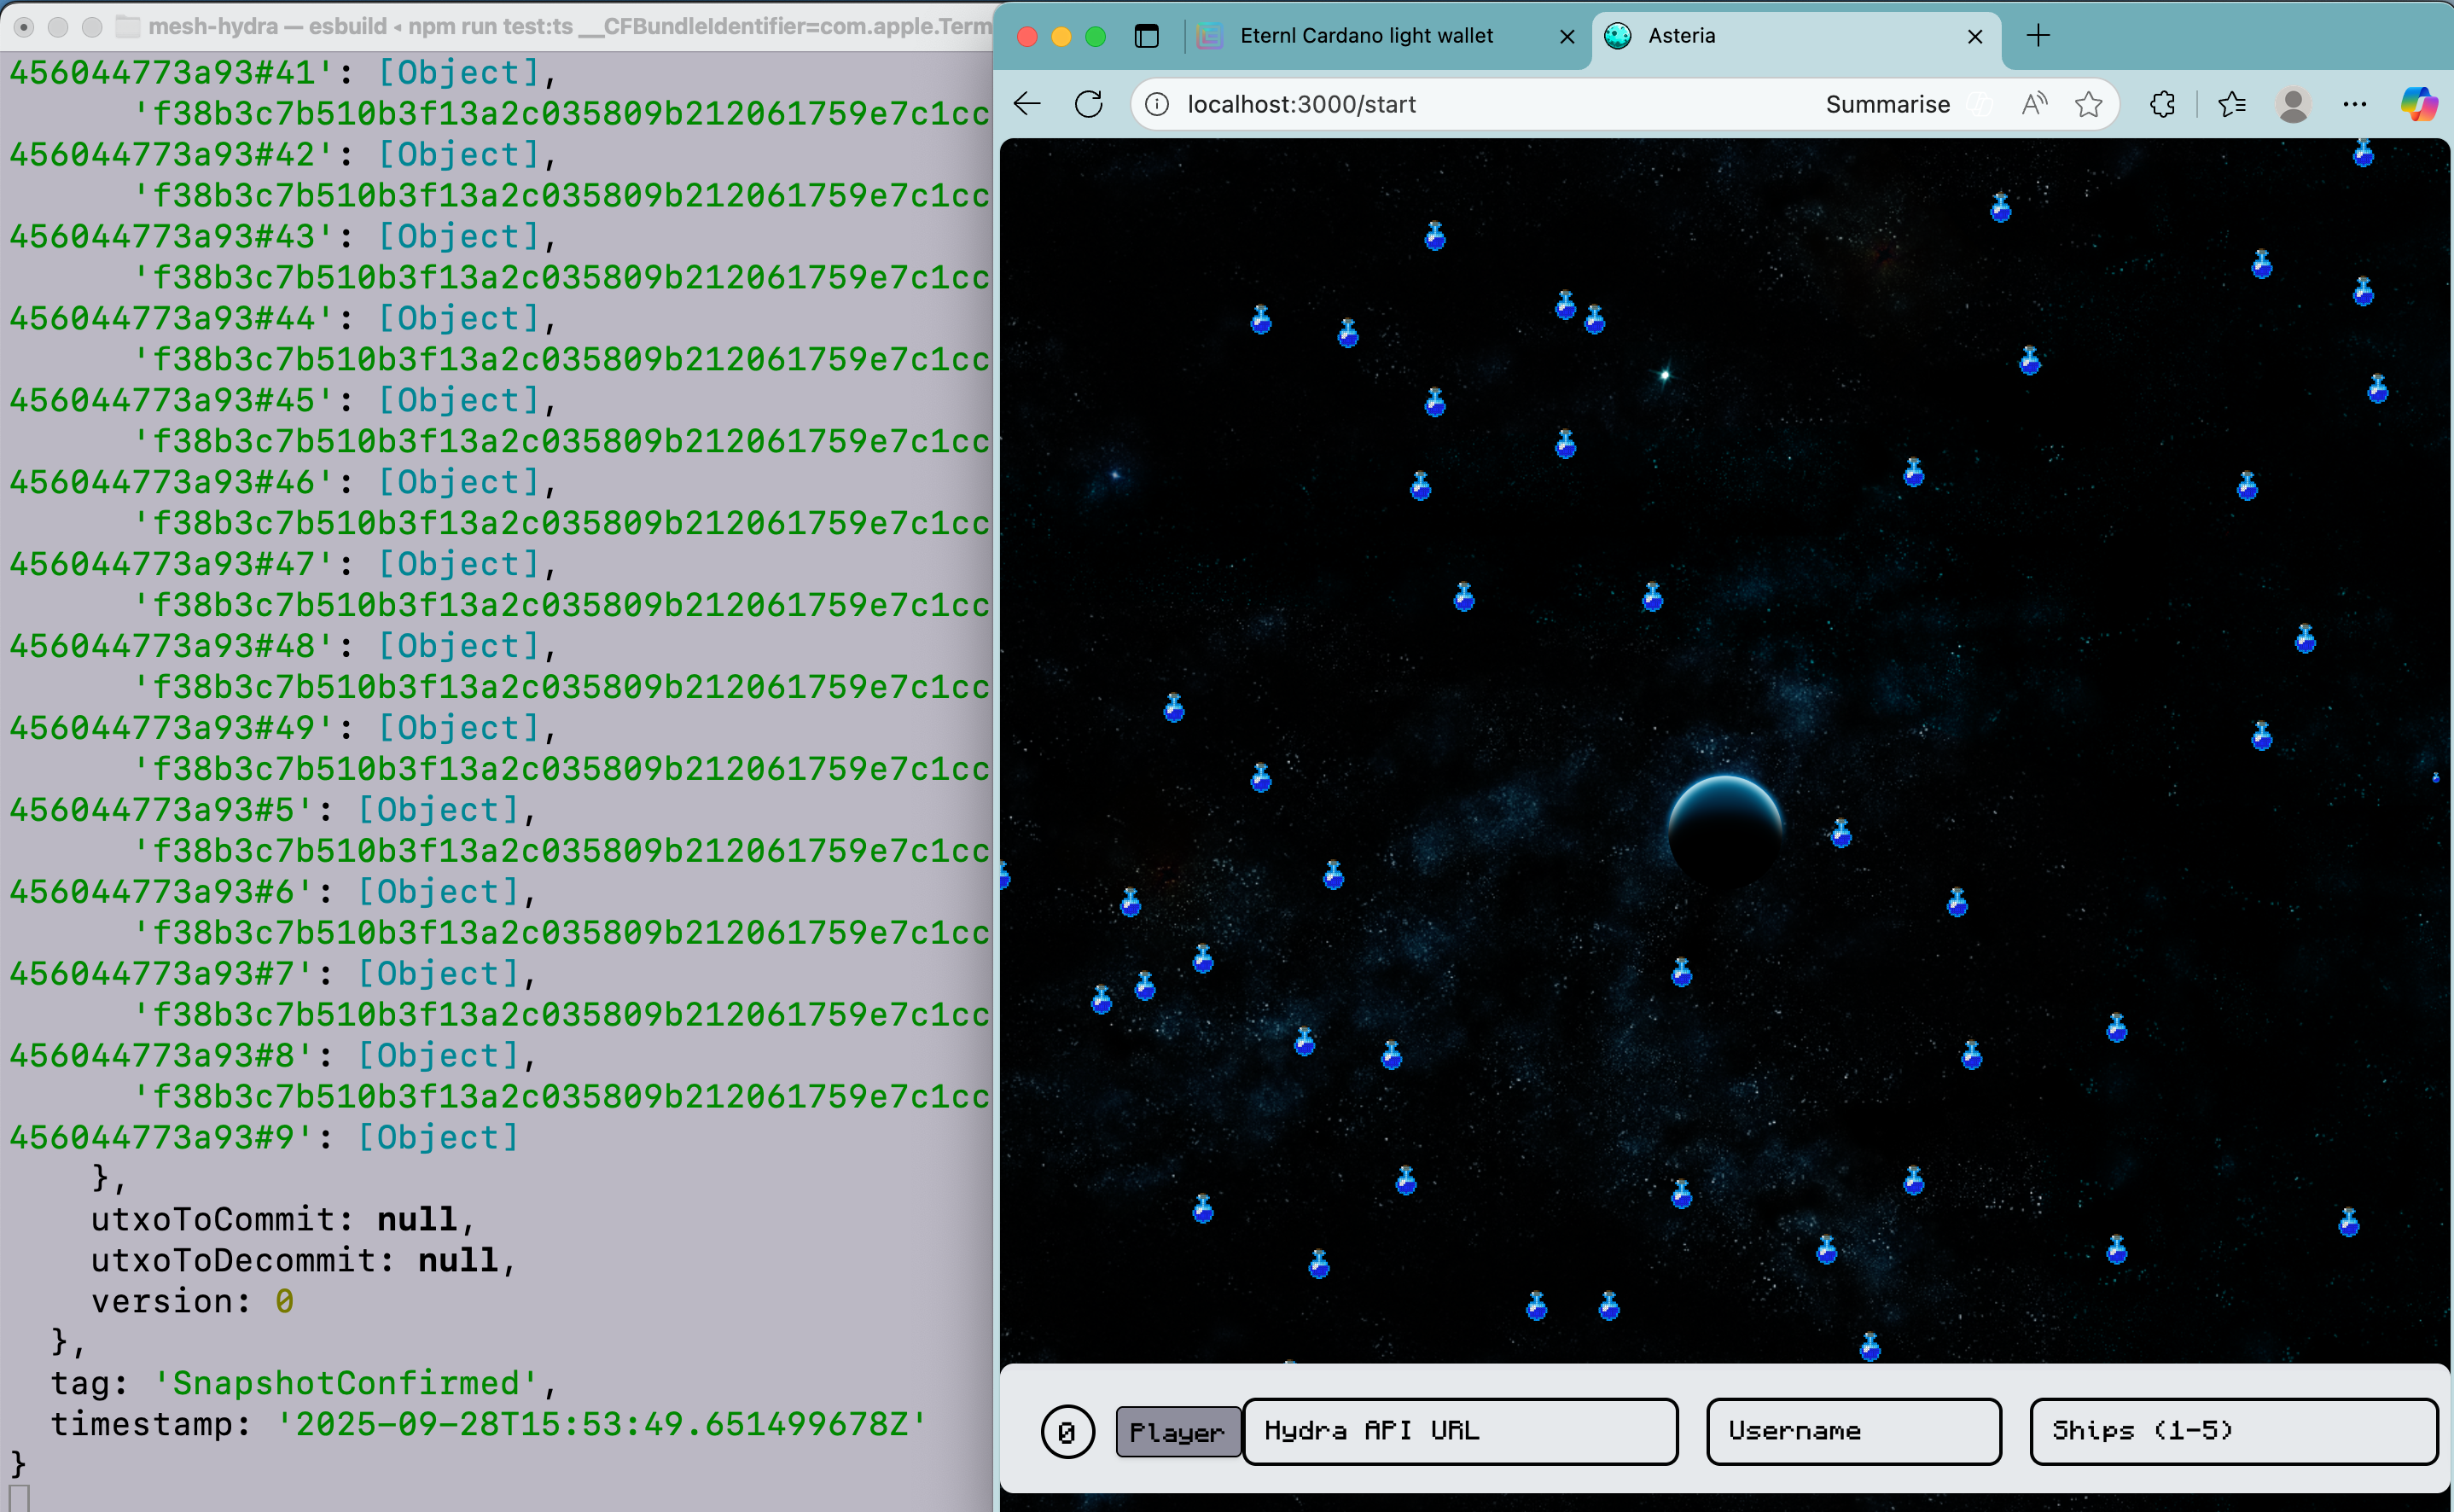 mesh-hydra — esbuild ◂ npm run test:ts __CFBundleIdentifier=com.apple.Term
456044773a93#41': [Object],
'f38b3c7b510b3f13a2c035809b212061759e7c1cc
456044773a93#42': [Object],
'f38b3c7b510b3f13a2c035809b212061759e7c1cc
456044773a93#43': [Object],
'f38b3c7b510b3f13a2c035809b212061759e7c1cc
456044773a93#44': [Object],
'f38b3c7b510b3f13a2c035809b212061759e7c1cc
456044773a93#45': [Object],
'f38b3c7b510b3f13a2c035809b212061759e7c1cc
456044773a93#46': [Object],
'f38b3c7b510b3f13a2c035809b212061759e7c1cc
456044773a93#47': [Object],
'f38b3c7b510b3f13a2c035809b212061759e7c1cc
456044773a93#48': [Object],
'f38b3c7b510b3f13a2c035809b212061759e7c1cc
456044773a93#49': [Object],
'f38b3c7b510b3f13a2c035809b212061759e7c1cc
456044773a93#5': [Object],
'f38b3c7b510b3f13a2c035809b212061759e7c1cc
456044773a93#6': [Object],
'f38b3c7b510b3f13a2c035809b212061759e7c1cc
456044773a93#7': [Object],
'f38b3c7b510b3f13a2c035809b212061759e7c1cc
456044773a93#8': [Object],
'f38b3c7b510b3f13a2c035809b212061759e7c1cc
456044773a93#9': [Object]
},
utxoToCommit: null,
utxoToDecommit: null,
version: 0
},
tag: 'SnapshotConfirmed',
timestamp: '2025-09-28T15:53:49.651499678Z'
}
Eternl Cardano light wallet
Asteria
localhost:3000/start
Summarise
0
Player
Hydra API URL
Username
Ships (1-5)